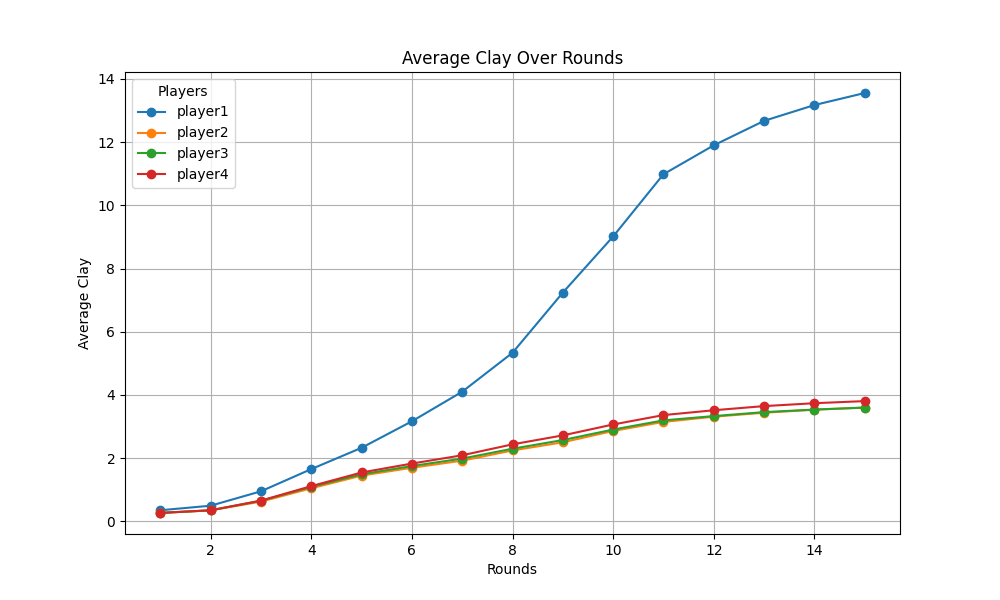 Average Clay Over Rounds
Players
player1
player2
player3
player4
Average Clay
14
12
10
8
6
4
2
0
2 4 6 8 10 12 14
Rounds